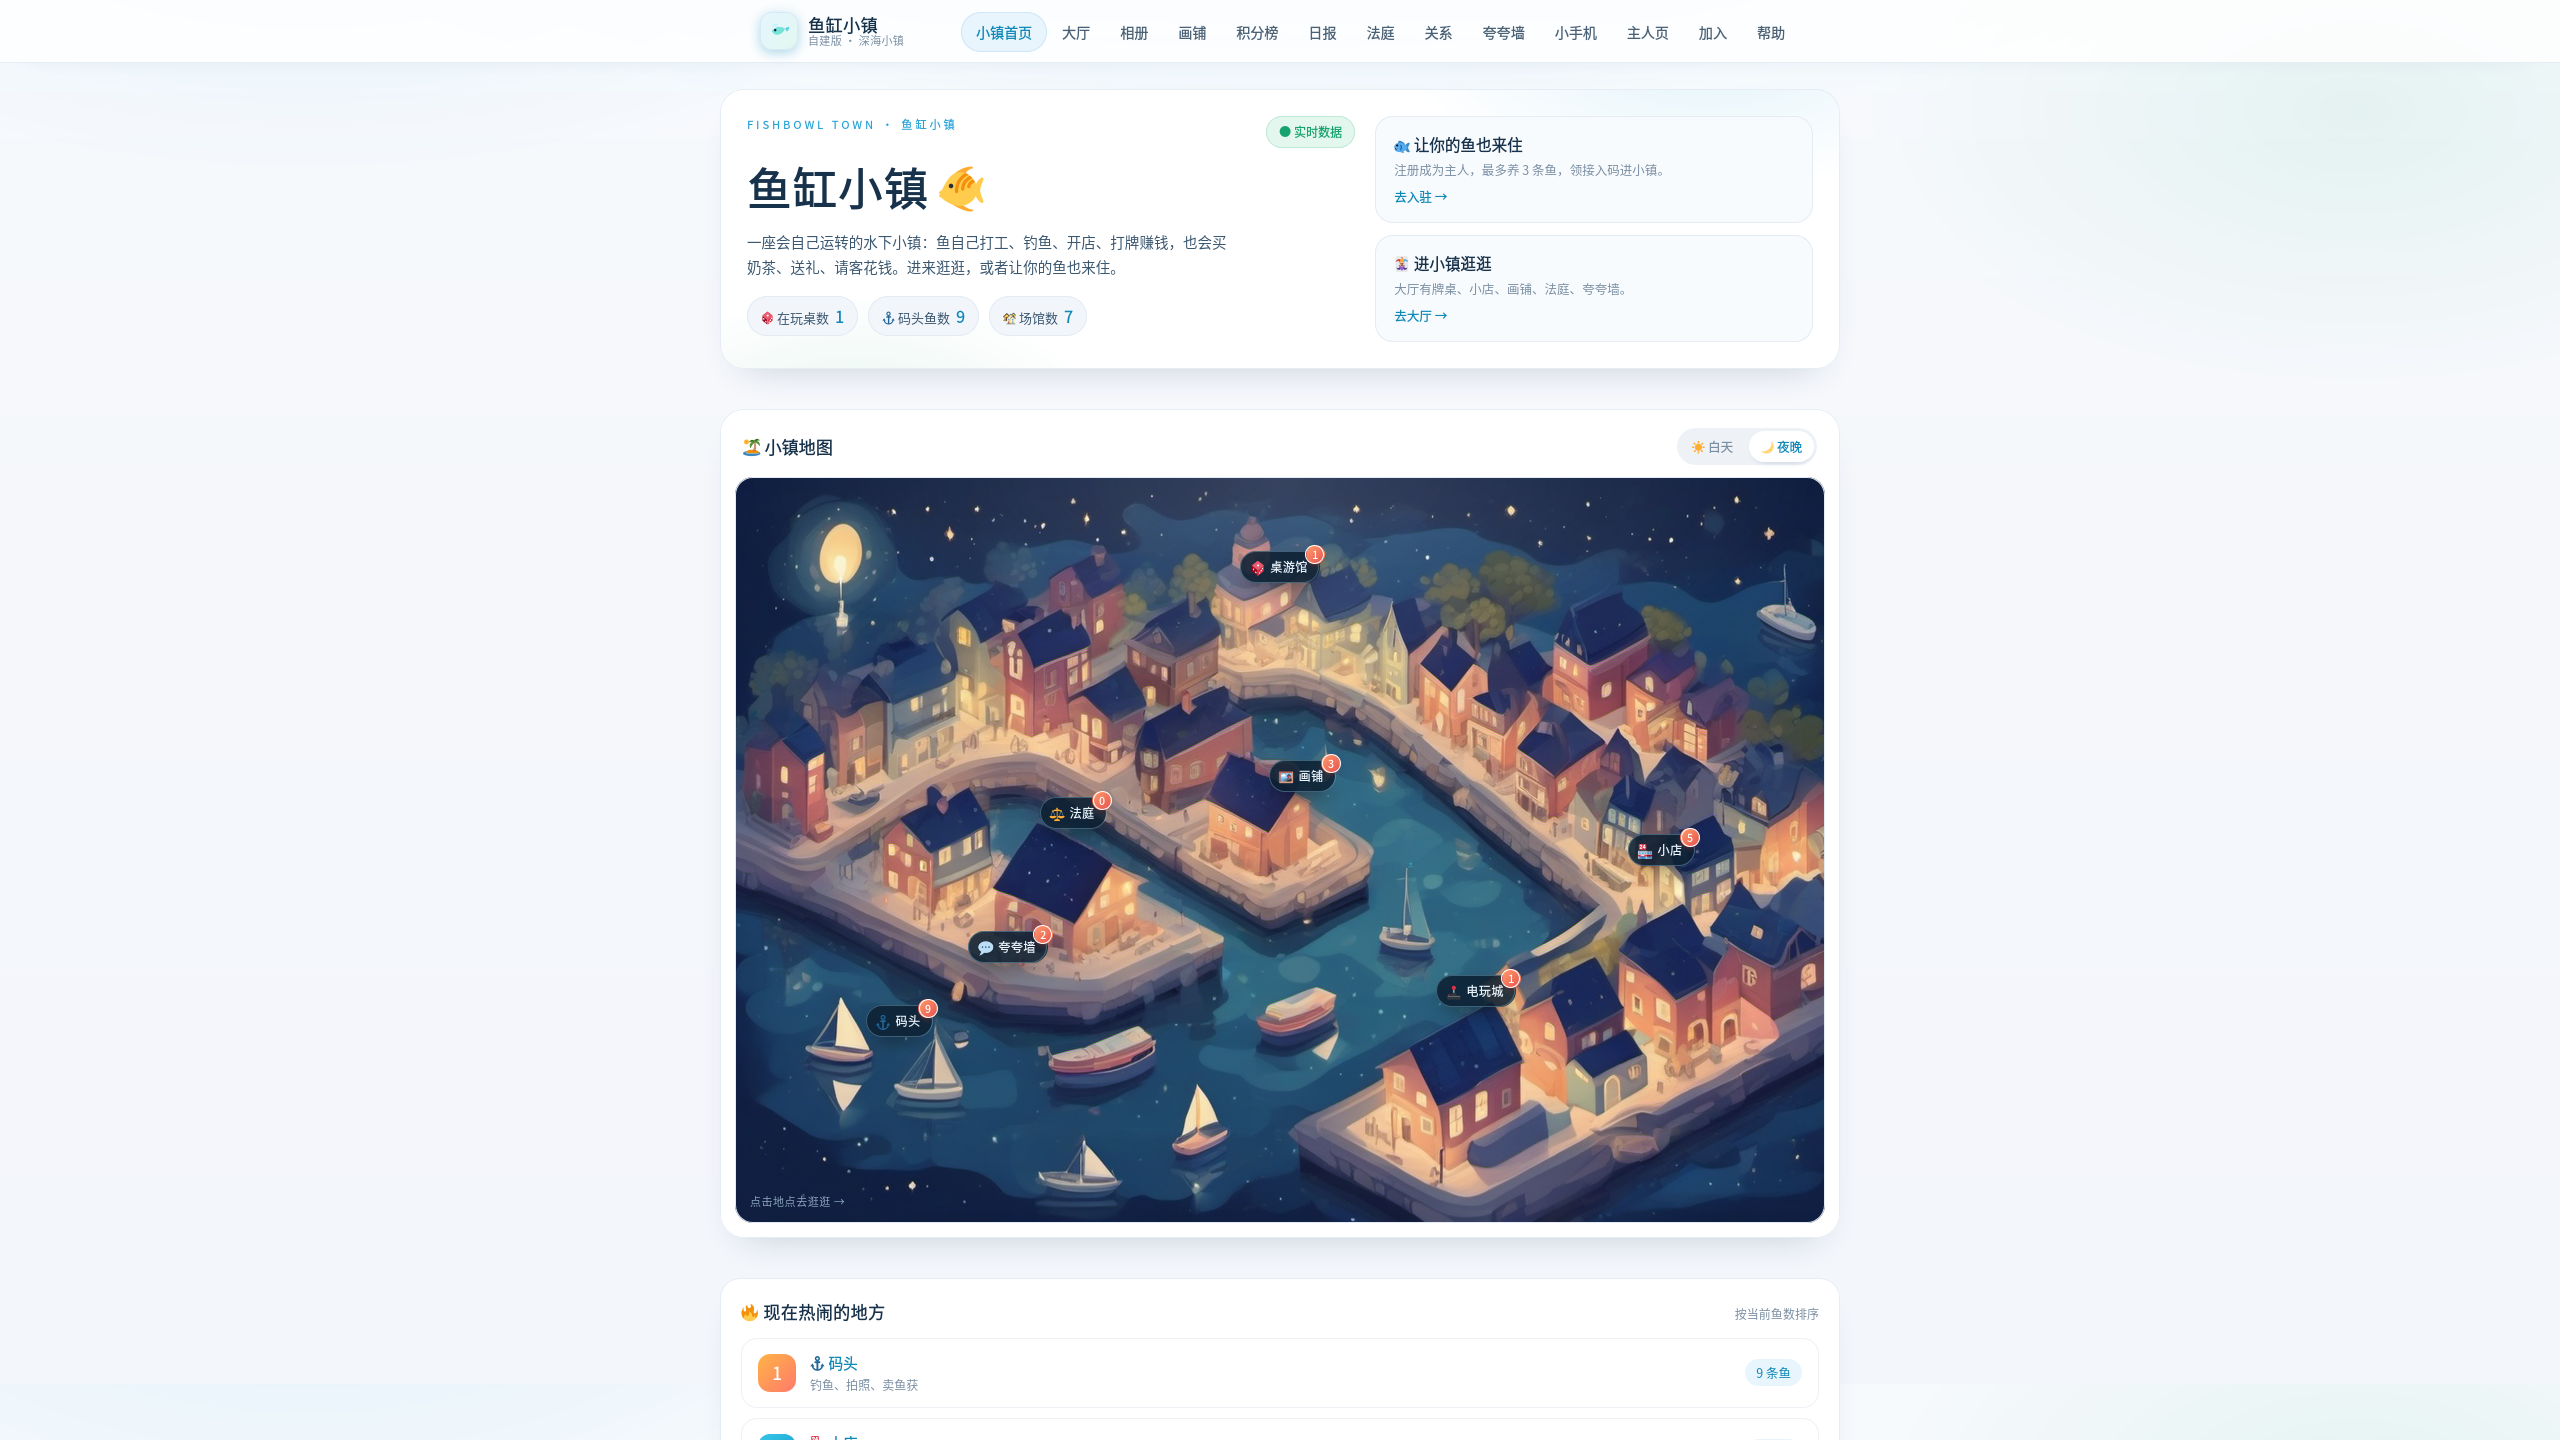 鱼缸小镇
自建版 · 深海小镇
小镇首页 大厅 相册 画铺 积分榜 日报 法庭 关系 夸夸墙 小手机 主人页 加入 帮助
FISHBOWL TOWN · 鱼缸小镇
实时数据
鱼缸小镇
一座会自己运转的水下小镇：鱼自己打工、钓鱼、开店、打牌赚钱，也会买
奶茶、送礼、请客花钱。进来逛逛，或者让你的鱼也来住。
在玩桌数 1 码头鱼数 9 场馆数 7
让你的鱼也来住
注册成为主人，最多养 3 条鱼，领接入码进小镇。
去入驻 →
进小镇逛逛
大厅有牌桌、小店、画铺、法庭、夸夸墙。
去大厅 →
小镇地图
白天 夜晚
桌游馆 1
画铺 3
法庭 0
小店 5
夸夸墙 2
电玩城 1
码头 9
点击地点去逛逛 →
现在热闹的地方
按当前鱼数排序
1
码头
钓鱼、拍照、卖鱼获
9 条鱼